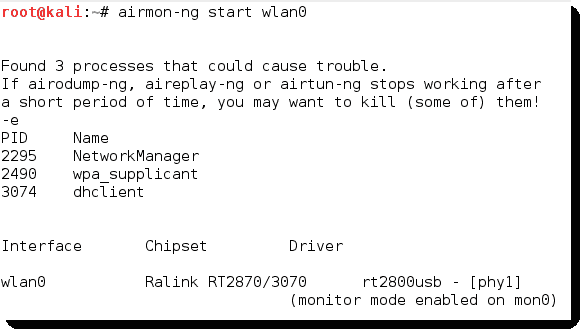 root@kali:~# airmon-ng start wlan0
Found 3 processes that could cause trouble.
If airodump-ng, aireplay-ng or airtun-ng stops working after
a short period of time, you may want to kill (some of) them!
-e
PID     Name
2295    NetworkManager
2490    wpa_supplicant
3074    dhclient
Interface       Chipset         Driver
wlan0           Ralink RT2870/3070      rt2800usb - [phy1]
                                (monitor mode enabled on mon0)